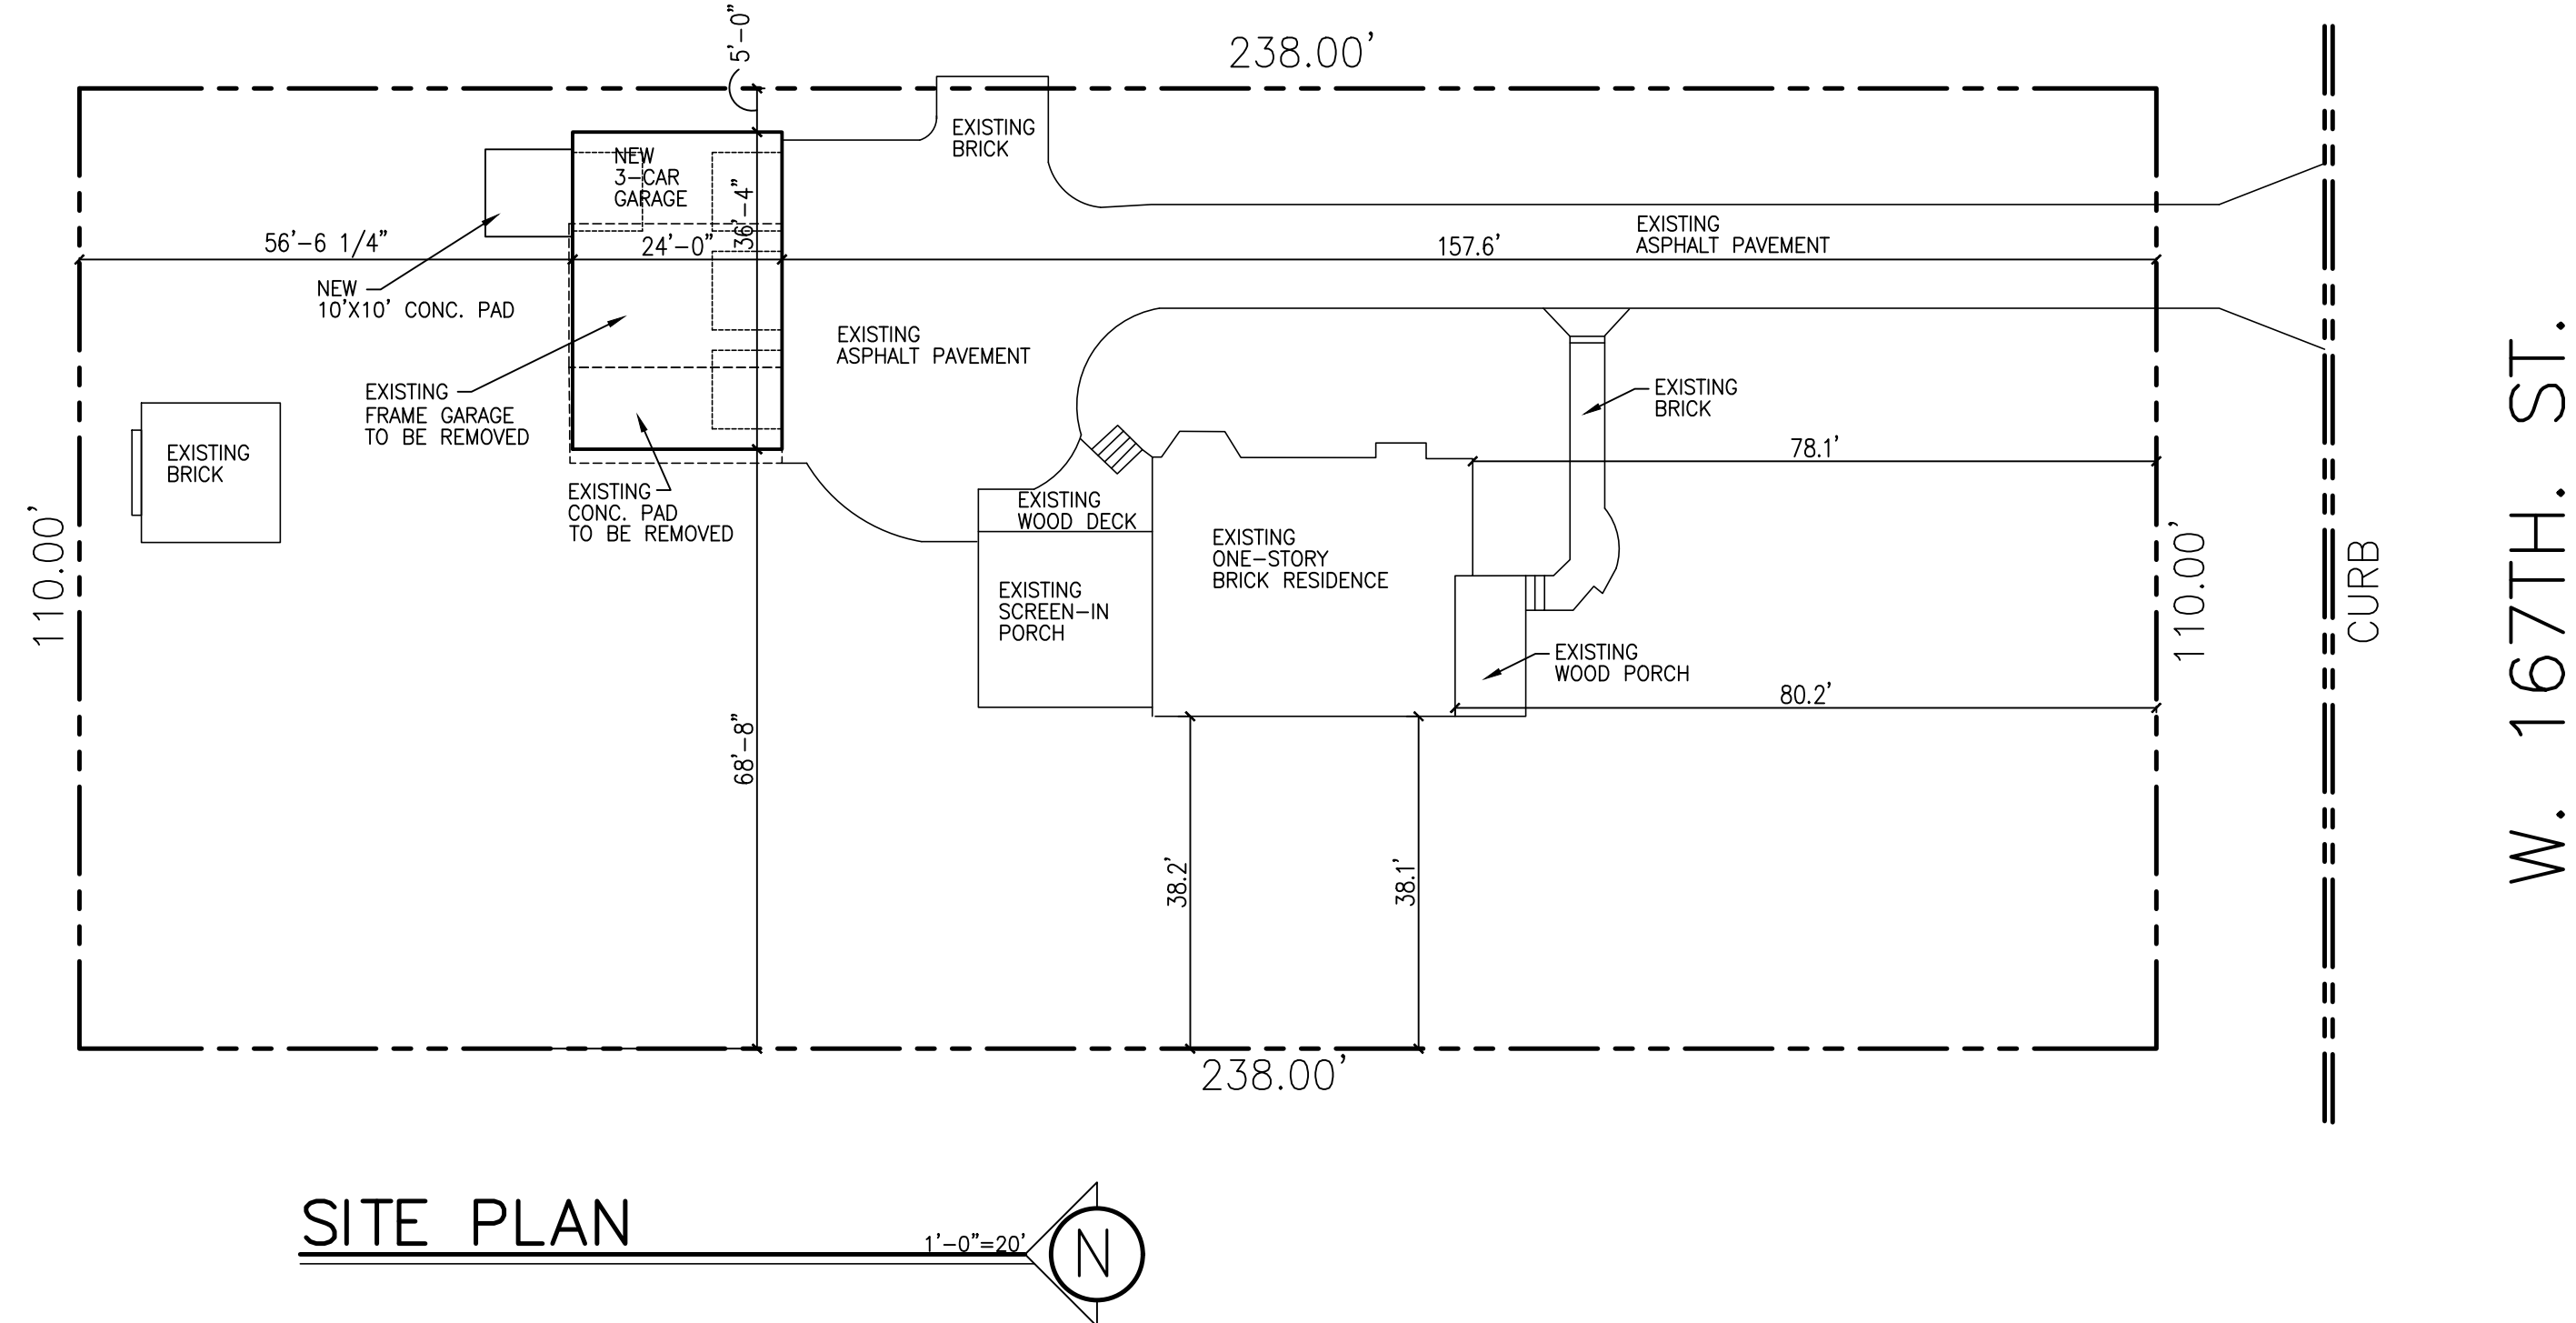 5'-0"
238.00'
EXISTING
BRICK
NEW
3-CAR
GARAGE
36'-4"
56'-6 1/4"
24'-0"
157.6'
EXISTING
ASPHALT PAVEMENT
NEW
10'X10' CONC. PAD
EXISTING
ASPHALT PAVEMENT
EXISTING
FRAME GARAGE
TO BE REMOVED
EXISTING
BRICK
EXISTING
BRICK
78.1'
EXISTING
CONC. PAD
TO BE REMOVED
EXISTING
WOOD DECK
EXISTING
ONE-STORY
BRICK RESIDENCE
EXISTING
SCREEN-IN
PORCH
110.00'
110.00'
CURB
W. 167TH. ST.
EXISTING
WOOD PORCH
80.2'
68'-8"
38.2'
38.1'
238.00'
SITE PLAN
1'-0"=20'
N